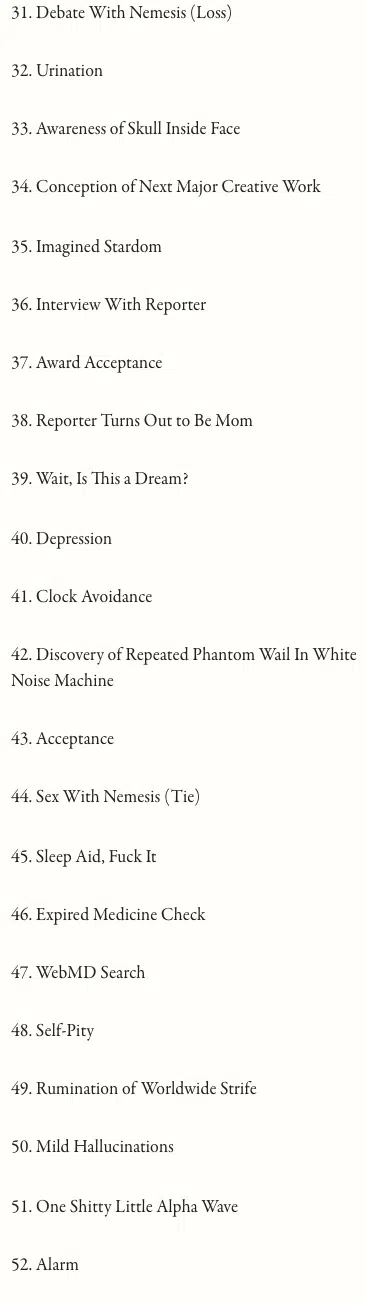 31. Debate With Nemesis (Loss)
32. Urination
33. Awareness of Skull Inside Face
34. Conception of Next Major Creative Work
35. Imagined Stardom
36. Interview With Reporter
37. Award Acceptance
38. Reporter Turns Out to Be Mom
39. Wait, Is This a Dream?
40. Depression
41. Clock Avoidance
42. Discovery of Repeated Phantom Wail In White
Noise Machine
43. Acceptance
44. Sex With Nemesis (Tie)
45. Sleep Aid, Fuck It
46. Expired Medicine Check
47. WebMD Search
48. Self-Pity
49. Rumination of Worldwide Strife
50. Mild Hallucinations
51. One Shitty Little Alpha Wave
52. Alarm